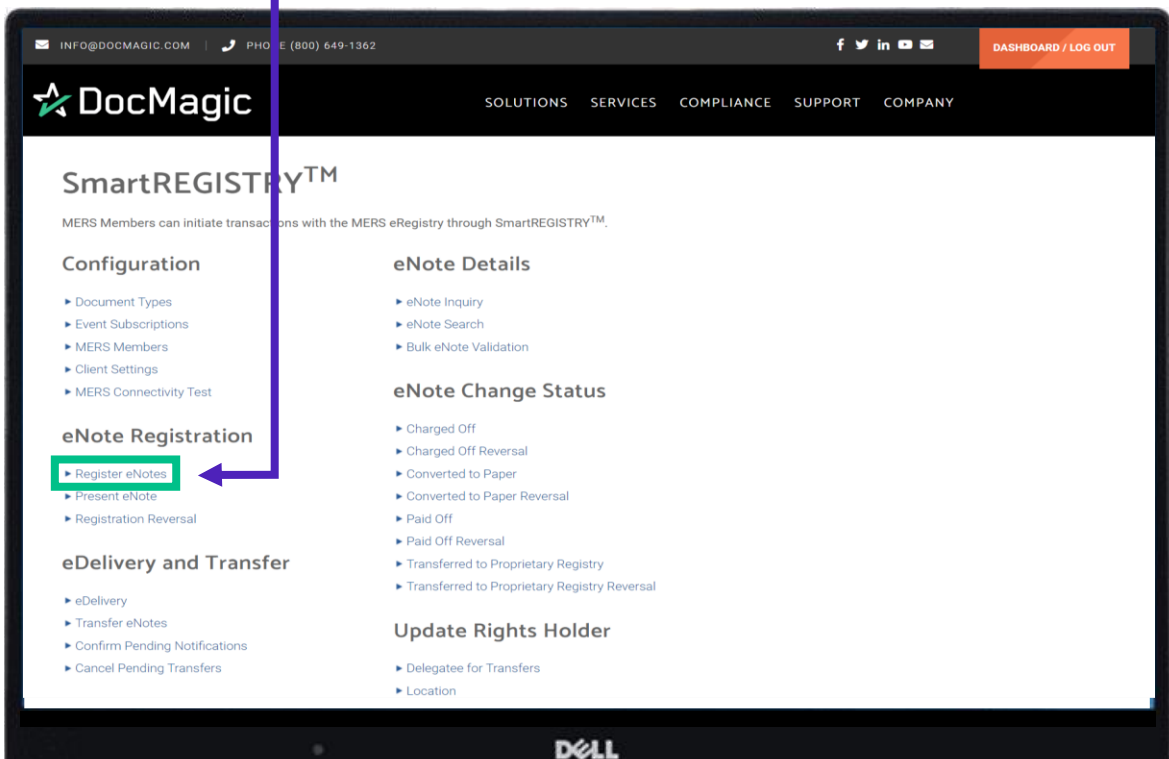 INFO@DOCMAGIC.COM | PHONE (800) 649-1362
DASHBOARD / LOG OUT
DocMagic
SOLUTIONS SERVICES COMPLIANCE SUPPORT COMPANY
SmartREGISTRY™
MERS Members can initiate transactions with the MERS eRegistry through SmartREGISTRY™.
Configuration
Document Types
Event Subscriptions
MERS Members
Client Settings
MERS Connectivity Test
eNote Registration
Register eNotes
Present eNote
Registration Reversal
eDelivery and Transfer
eDelivery
Transfer eNotes
Confirm Pending Notifications
Cancel Pending Transfers
eNote Details
eNote Inquiry
eNote Search
Bulk eNote Validation
eNote Change Status
Charged Off
Charged Off Reversal
Converted to Paper
Converted to Paper Reversal
Paid Off
Paid Off Reversal
Transferred to Proprietary Registry
Transferred to Proprietary Registry Reversal
Update Rights Holder
Delegatee for Transfers
Location
DELL